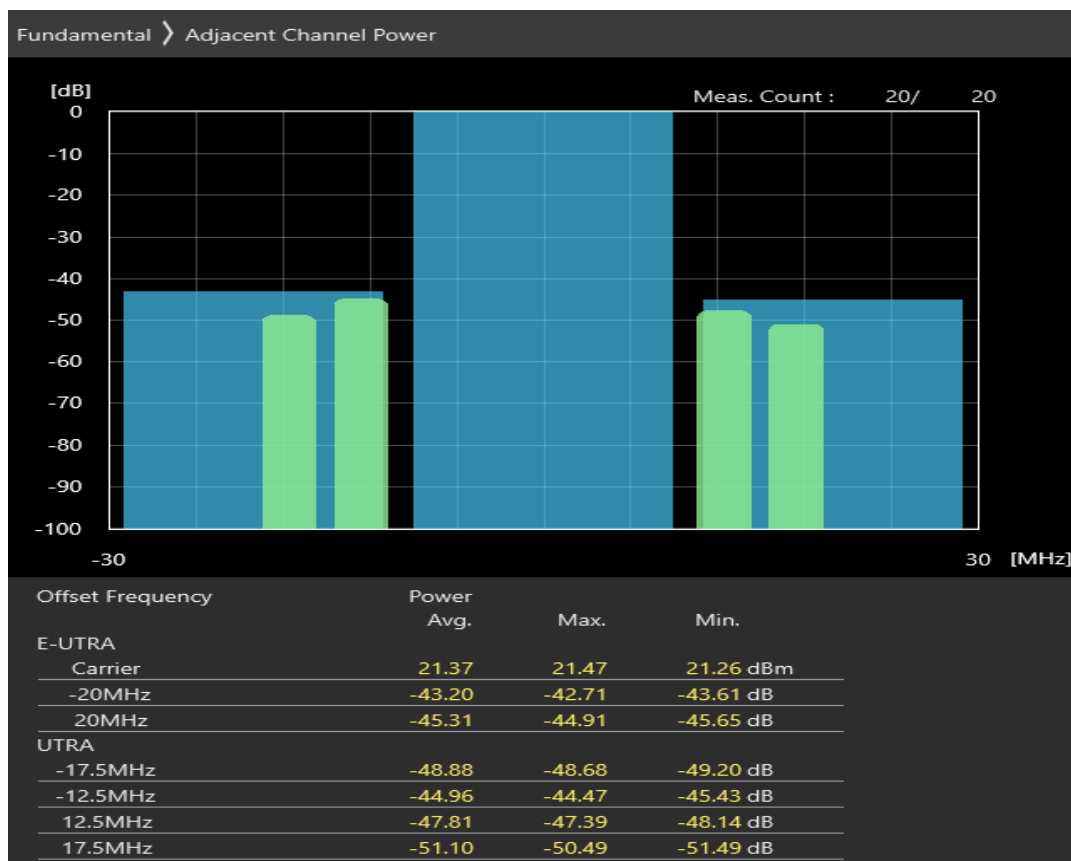 Fundamental 〉 Adjacent Channel Power
[dB]
Meas. Count : 20/ 20
0
-10
-20
-30
-40
-50
-60
-70
-80
-90
-100
-30 30 [MHz]
Offset Frequency Power
Avg. Max. Min.
E-UTRA
Carrier 21.37 21.47 21.26 dBm
-20MHz -43.20 -42.71 -43.61 dB
20MHz -45.31 -44.91 -45.65 dB
UTRA
-17.5MHz -48.88 -48.68 -49.20 dB
-12.5MHz -44.96 -44.47 -45.43 dB
12.5MHz -47.81 -47.39 -48.14 dB
17.5MHz -51.10 -50.49 -51.49 dB